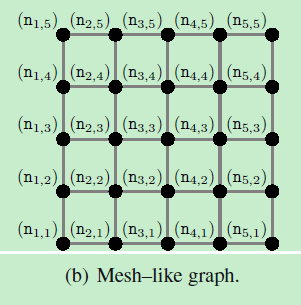 (n1,5) (n2,5) (n3,5) (n4,5) (n5,5)
(n1,4) (n2,4) (n3,4) (n4,4) (n5,4)
(n1,3) (n2,3) (n3,3) (n4,3) (n5,3)
(n1,2) (n2,2) (n3,2) (n4,2) (n5,2)
(n1,1) (n2,1) (n3,1) (n4,1) (n5,1)
(b) Mesh–like graph.